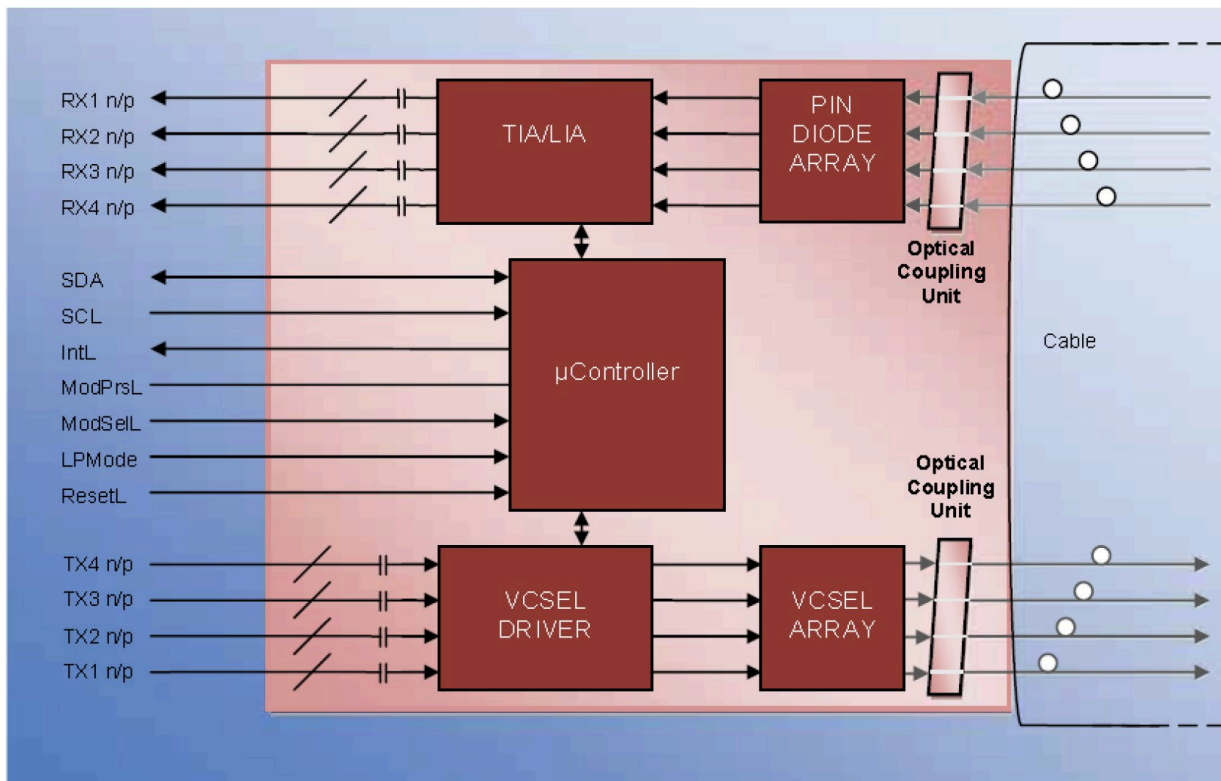 RX1 n/p
RX2 n/p
RX3 n/p
RX4 n/p
TIA/LIA
PIN
DIODE
ARRAY
Optical
Coupling
Unit
SDA
SCL
IntL
ModPrsL
ModSelL
LPMode
ResetL
µController
Cable
Optical
Coupling
Unit
TX4 n/p
TX3 n/p
TX2 n/p
TX1 n/p
VCSEL
DRIVER
VCSEL
ARRAY